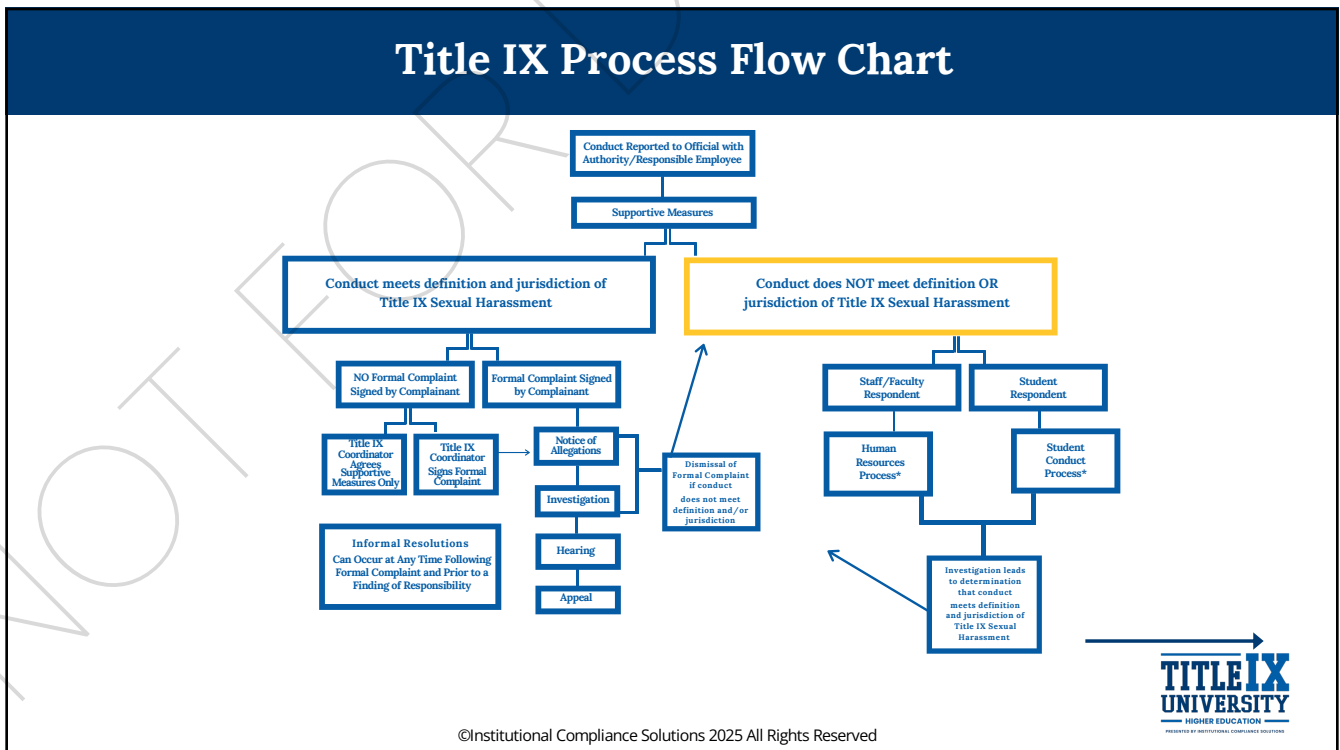 Title IX Process Flow Chart
Conduct Reported to Official with
Authority/Responsible Employee
Supportive Measures
Conduct meets definition and jurisdiction of
Title IX Sexual Harassment
Conduct does NOT meet definition OR
jurisdiction of Title IX Sexual Harassment
NO Formal Complaint
Signed by Complainant
Formal Complaint Signed
by Complainant
Staff/Faculty
Respondent
Student
Respondent
Title IX
Coordinator
Agrees
Supportive
Measures Only
Title IX
Coordinator
Signs Formal
Complaint
Notice of
Allegations
Dismissal of
Formal Complaint
if conduct
does not meet
definition and/or
jurisdiction
Human
Resources
Process*
Student
Conduct
Process*
Investigation
Informal Resolutions
Can Occur at Any Time Following
Formal Complaint and Prior to a
Finding of Responsibility
Hearing
Appeal
Investigation leads
to determination
that conduct
meets definition
and jurisdiction of
Title IX Sexual
Harassment
TITLE IX
UNIVERSITY
HIGHER EDUCATION
PRESENTED BY INSTITUTIONAL COMPLIANCE SOLUTIONS
©Institutional Compliance Solutions 2025 All Rights Reserved
NOT FOR